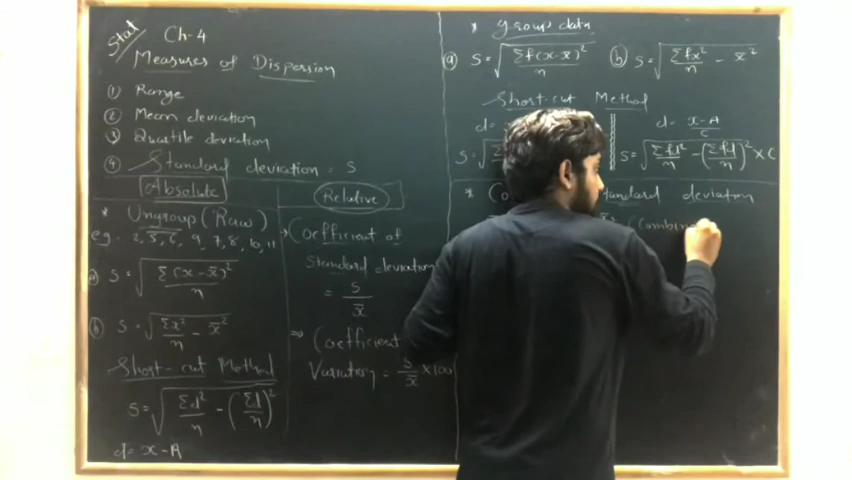 Stat Ch-4
Measures of Dispersion
① Range
② Mean deviation
③ Quartile deviation
④ Standard deviation = S
Absolute
* Ungroup (Raw)
eg. 2, 5, 6, 9, 7, 8, 10, 11
ⓐ S = √(Σ(x-x̄)²/n)
ⓑ S = √(Σx²/n - x̄²)
Short-cut Method
S = √(Σd²/n - (Σd/n)²)
d = x - A
Relative
⇒ Coefficient of
Standard deviation
= S/x̄
⇒ Coefficient
Variation = S/x̄ × 100
* group data
ⓐ S = √(Σf(x-x̄)²/n) ⓑ S = √(Σfx²/n - x̄²)
Short-cut Method
d = d = x-A/C
S = √ S = √(Σfd²/n - (Σfd/n)²) × C
* Standard deviation
(Combine